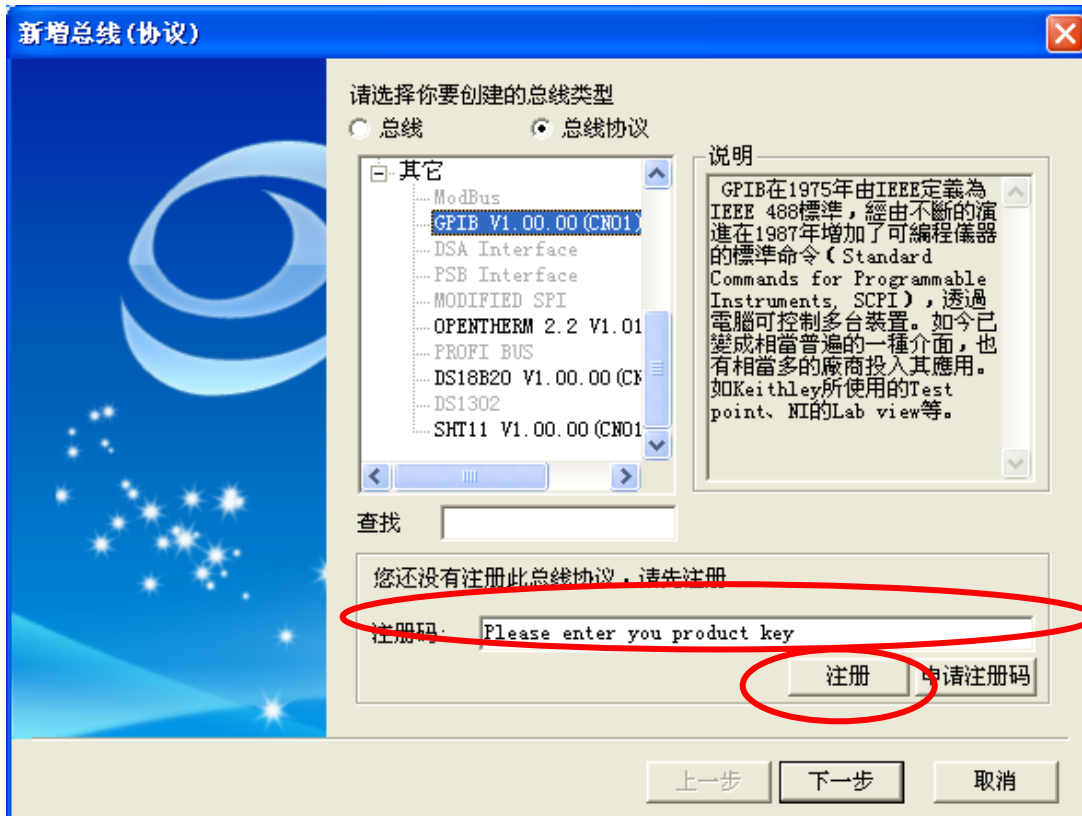 新增总线(协议)
请选择你要创建的总线类型
总线
总线协议
其它
ModBus
GPIB V1.00.00(CN01)
DSA Interface
PSB Interface
MODIFIED SPI
OPENTHERM 2.2 V1.01
PROFI BUS
DS18B20 V1.00.00(CN
DS1302
SHT11 V1.00.00(CN01
说明
GPIB在1975年由IEEE定義為
IEEE 488標準，經由不斷的演
進在1987年增加了可編程儀器
的標準命令（Standard
Commands for Programmable
Instruments, SCPI），透過
電腦可控制多台裝置。如今已
變成相當普遍的一種介面，也
有相當多的廠商投入其應用。
如Keithley所使用的Test
point、NI的Lab view等。
查找
您还没有注册此总线协议，请先注册
注册码:
Please enter you product key
注册
申请注册码
上一步
下一步
取消